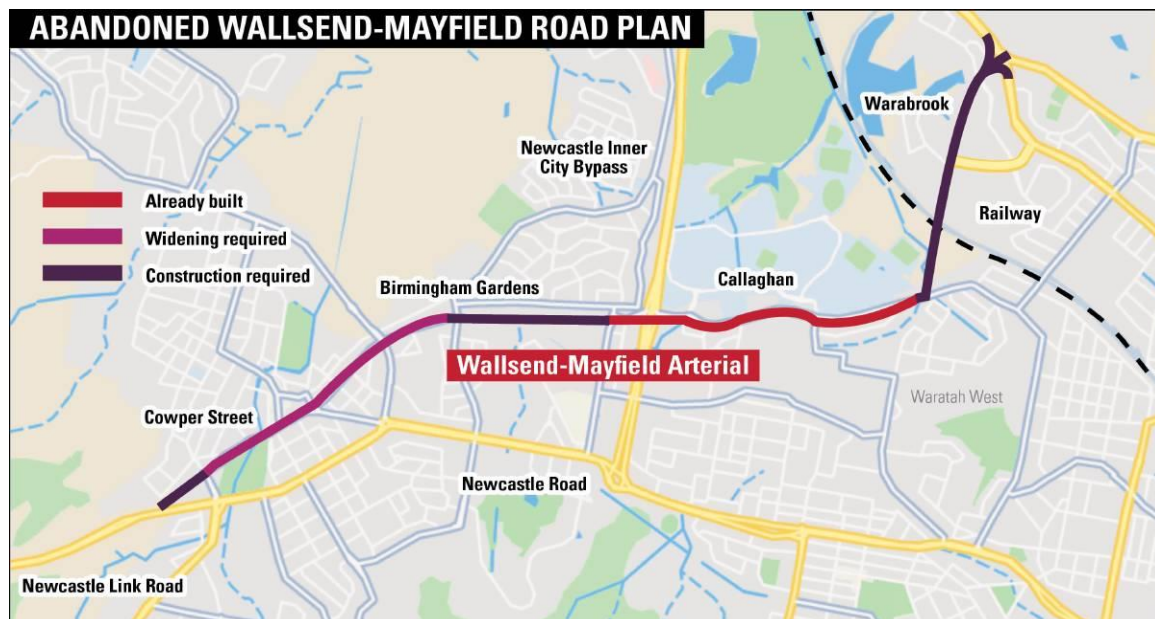 ABANDONED WALLSEND-MAYFIELD ROAD PLAN
Warabrook
Newcastle Inner
City Bypass
Already built
Widening required
Construction required
Railway
Callaghan
Birmingham Gardens
Wallsend-Mayfield Arterial
Waratah West
Cowper Street
Newcastle Road
Newcastle Link Road